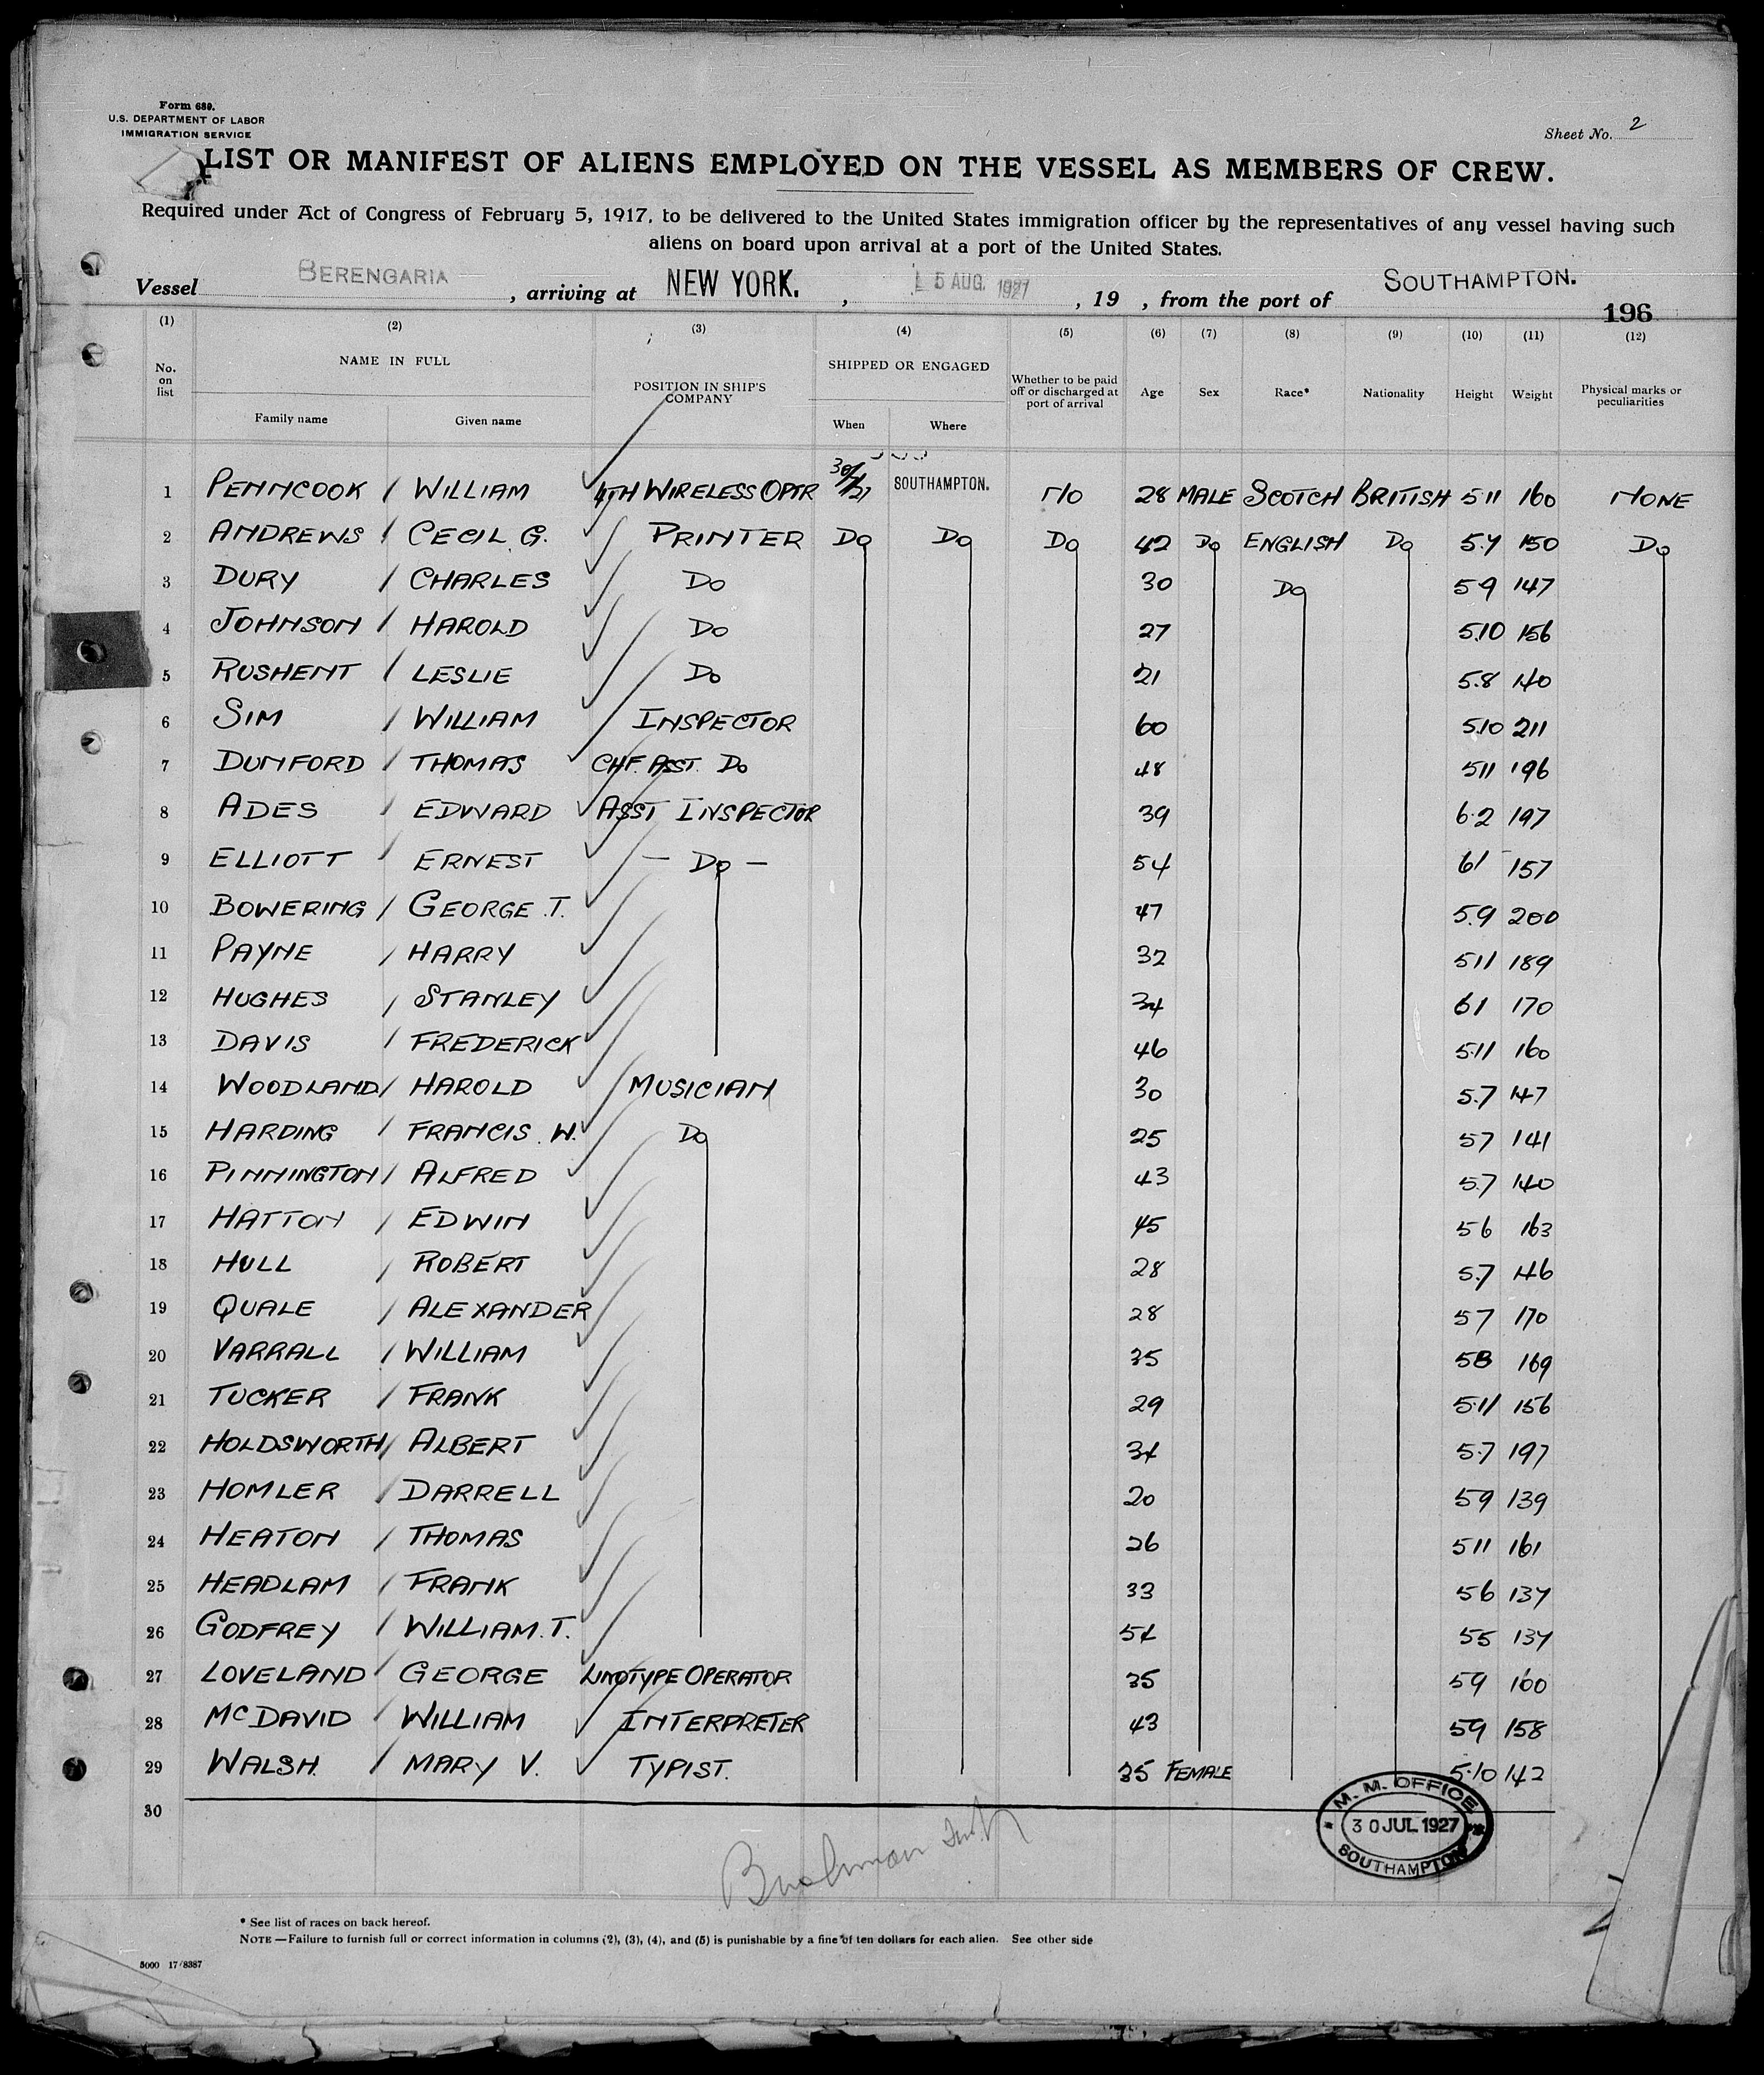 Form 689.
U.S. DEPARTMENT OF LABOR
IMMIGRATION SERVICE
Sheet No. 2
LIST OR MANIFEST OF ALIENS EMPLOYED ON THE VESSEL AS MEMBERS OF CREW.
Required under Act of Congress of February 5, 1917, to be delivered to the United States immigration officer by the representatives of any vessel having such
aliens on board upon arrival at a port of the United States.
Vessel BERENGARIA, arriving at NEW YORK., 5 AUG. 1927, 19 , from the port of SOUTHAMPTON.
196
(1) (2) (3) (4) (5) (6) (7) (8) (9) (10) (11) (12)
No. on list NAME IN FULL Family name Given name POSITION IN SHIP'S COMPANY SHIPPED OR ENGAGED When Where Whether to be paid off or discharged at port of arrival Age Sex Race* Nationality Height Weight Physical marks or peculiarities
1 PENNYCOOK / WILLIAM 4TH WIRELESS OPTR SOUTHAMPTON. NO 28 MALE SCOTCH BRITISH 5 11 160 NONE
2 ANDREWS / CECIL G. PRINTER Do Do Do 42 Do ENGLISH Do 5.7 150 Do
3 DURY / CHARLES Do 30 Do 5 9 147
4 JOHNSON / HAROLD Do 27 5.10 156
5 RUSHENT / LESLIE Do 21 5.8 140
6 SIM / WILLIAM INSPECTOR 60 5.10 211
7 DUNFORD / THOMAS CHF. ASST. Do 48 5 11 196
8 ADES / EDWARD ASST INSPECTOR 39 6.2 197
9 ELLIOTT / ERNEST — Do — 54 6 1 157
10 BOWERING / GEORGE T. 47 5.9 200
11 PAYNE / HARRY 32 5 11 189
12 HUGHES / STANLEY 34 6 1 170
13 DAVIS / FREDERICK 46 5.11 160
14 WOODLAND / HAROLD MUSICIAN 30 5.7 147
15 HARDING / FRANCIS. W. Do 25 5 7 141
16 PINNINGTON / ALFRED 43 5.7 140
17 HATTON / EDWIN 45 5 6 163
18 HULL / ROBERT 28 5.7 146
19 QUALE / ALEXANDER 28 5 7 170
20 VARRALL / WILLIAM 35 5 8 169
21 TUCKER / FRANK 29 5.11 156
22 HOLDSWORTH / ALBERT 34 5.7 197
23 HOMLER / DARRELL 20 5 9 139
24 HEATON / THOMAS 26 5 11 161
25 HEADLAM / FRANK 33 5 6 137
26 GODFREY / WILLIAM. T. 54 5 5 137
27 LOVELAND / GEORGE LINOTYPE OPERATOR 35 5 9 160
28 McDAVID / WILLIAM INTERPRETER 43 5 9 158
29 WALSH. / MARY V. TYPIST. 35 FEMALE 5.10 142
30
M. M. OFFICE
30 JUL 1927
SOUTHAMPTON
* See list of races on back hereof.
NOTE—Failure to furnish full or correct information in columns (2), (3), (4), and (5) is punishable by a fine of ten dollars for each alien. See other side
5000 17/8387